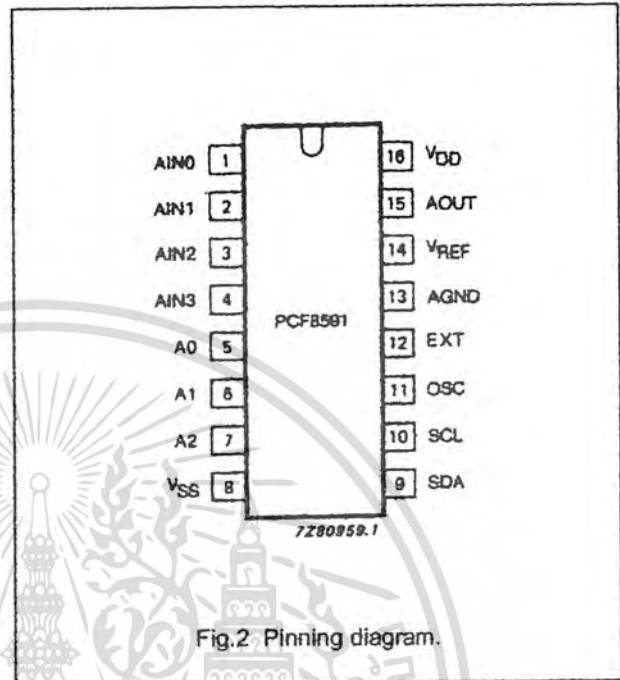 AIN0 1
AIN1 2
AIN2 3
AIN3 4
A0 5
A1 6
A2 7
VSS 8
PCF8591
16 VDD
15 AOUT
14 VREF
13 AGND
12 EXT
11 OSC
10 SCL
9 SDA
7Z80959.1
Fig.2 Pinning diagram.